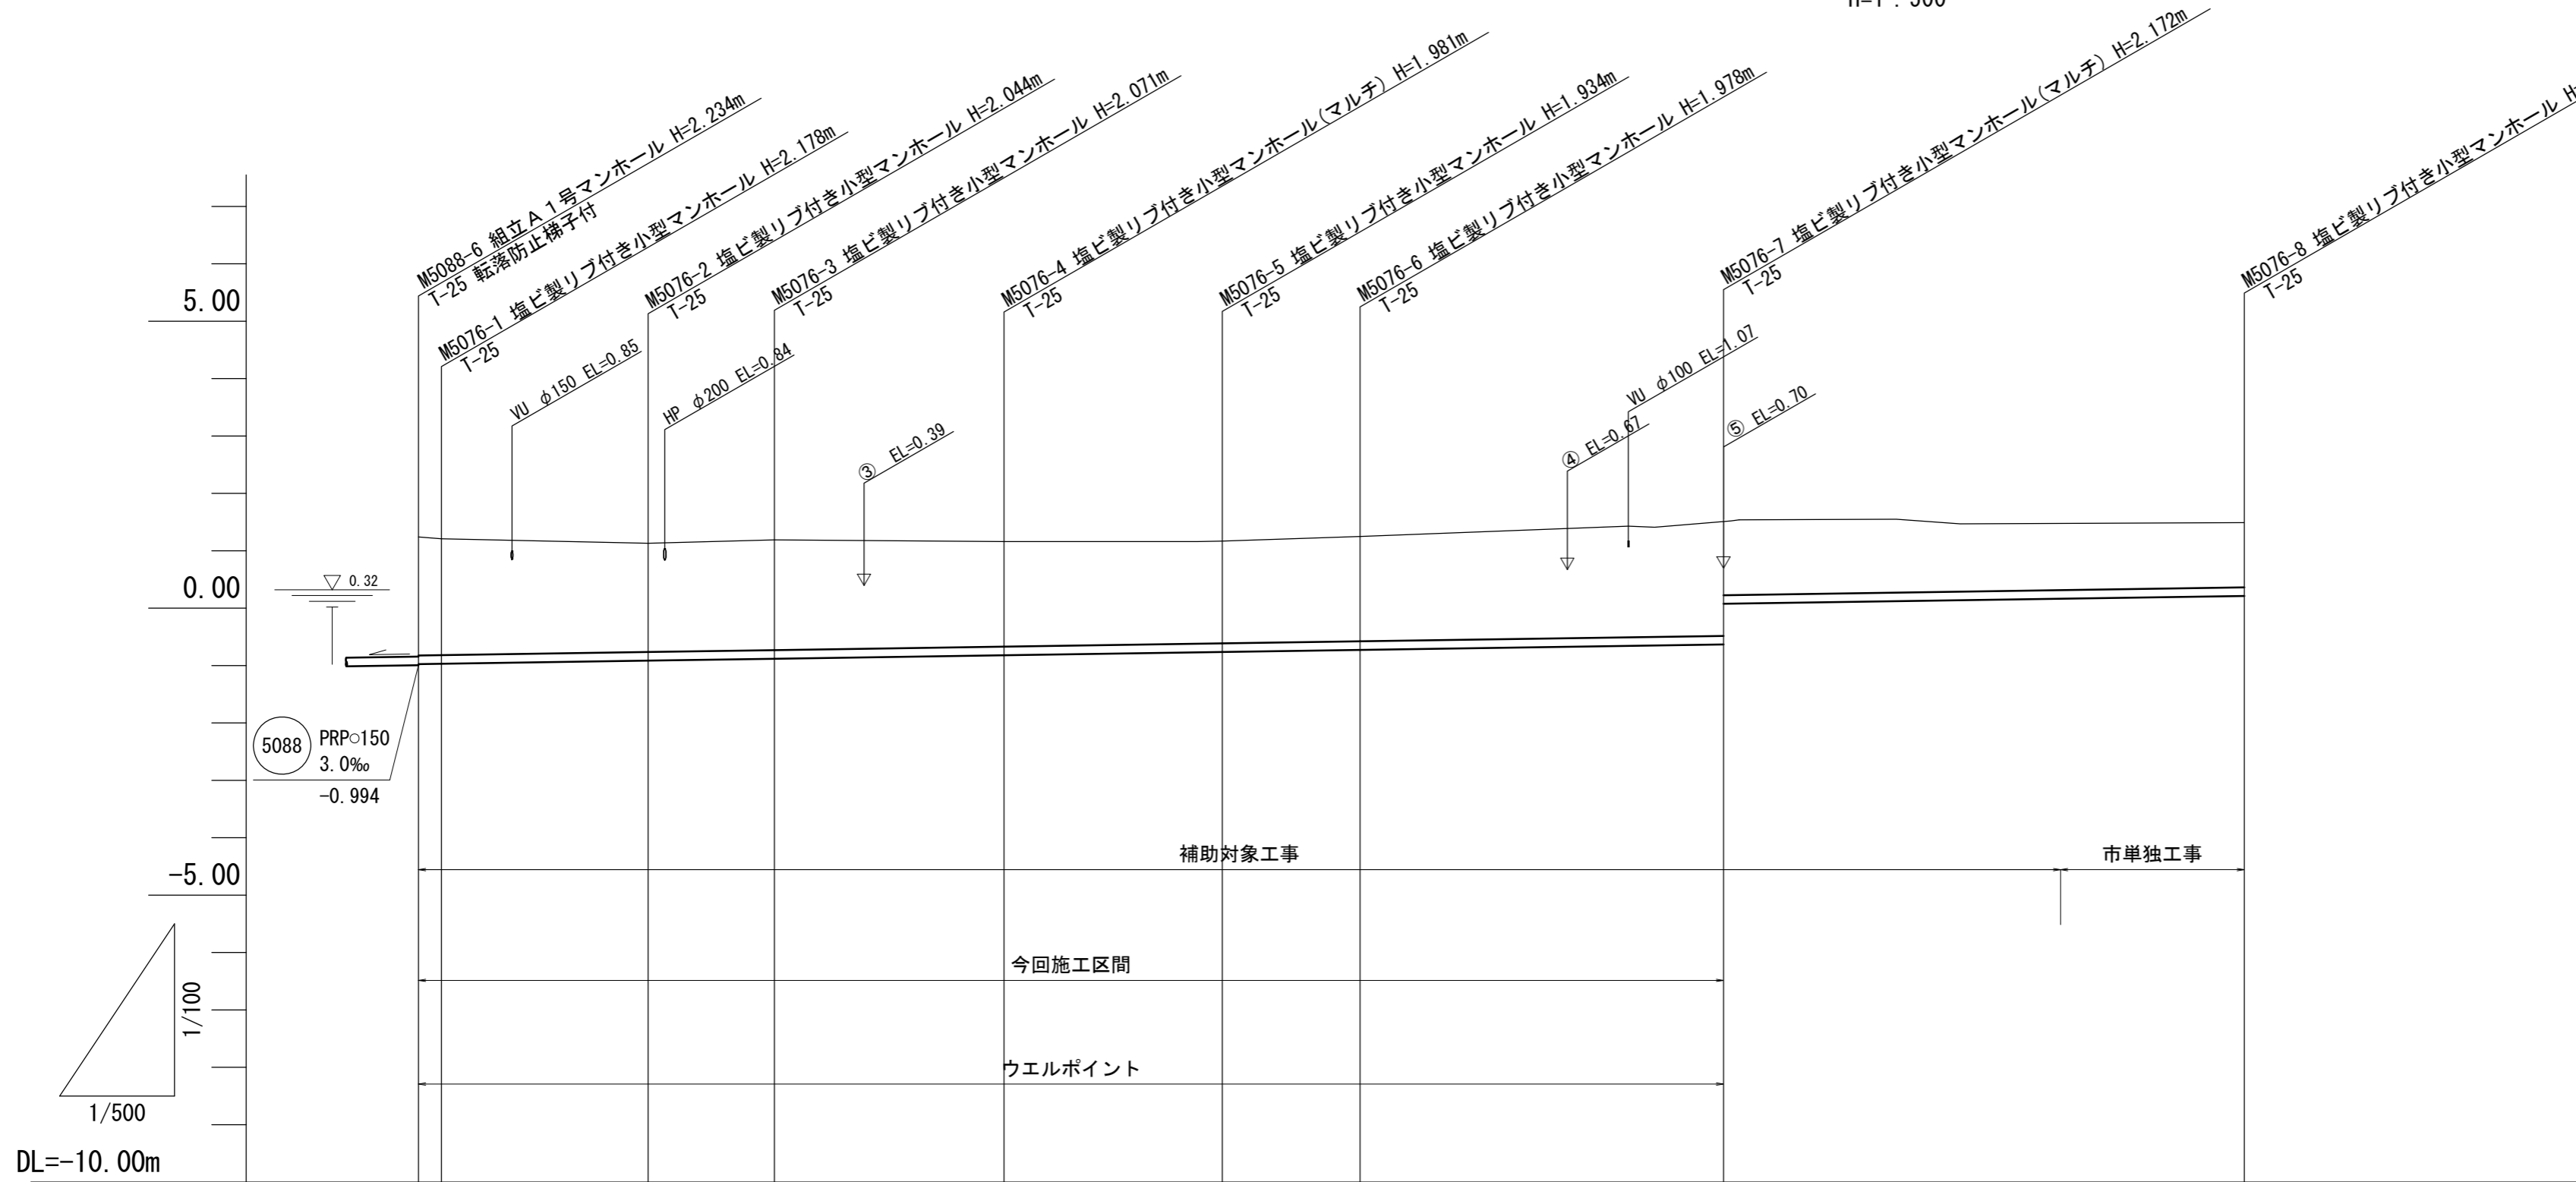 M5088-6 組立A1号マンホール H=2.234m
T-25 転落防止梯子付
M5076-1 塩ビ製リブ付き小型マンホール H=2.178m
T-25
M5076-2 塩ビ製リブ付き小型マンホール H=2.044m
T-25
M5076-3 塩ビ製リブ付き小型マンホール H=2.071m
T-25
M5076-4 塩ビ製リブ付き小型マンホール(マルチ) H=1.981m
T-25
M5076-5 塩ビ製リブ付き小型マンホール H=1.934m
T-25
M5076-6 塩ビ製リブ付き小型マンホール H=1.978m
T-25
M5076-7 塩ビ製リブ付き小型マンホール(マルチ) H=2.172m
T-25
M5076-8 塩ビ製リブ付き小型マンホール H
T-25
VU φ150 EL=0.85
HP φ200 EL=0.84
③ EL=0.39
④ EL=0.67
VU φ100 EL=1.07
⑤ EL=0.70
5.00
0.00
0.32
5088
PRP○150
3.0‰
-0.994
-5.00
補助対象工事
市単独工事
今回施工区間
ウエルポイント
1/100
1/500
DL=-10.00m